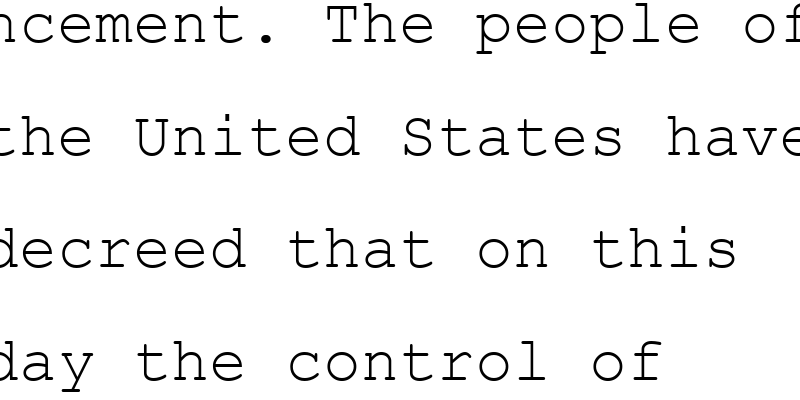 ncement. The people of
the United States have
decreed that on this
day the control of